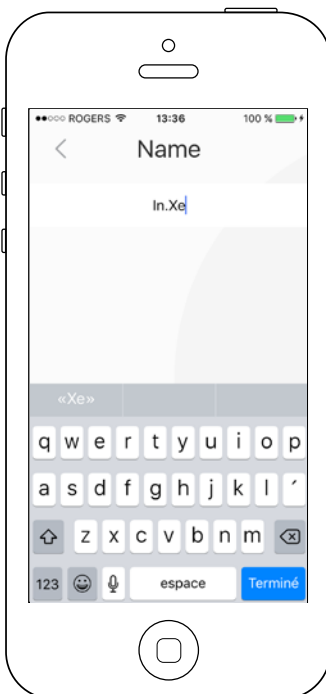 ROGERS 13:36 100 %
Name
In.Xe
«Xe»
q w e r t y u i o p
a s d f g h j k l ´
z x c v b n m
123 espace Terminé